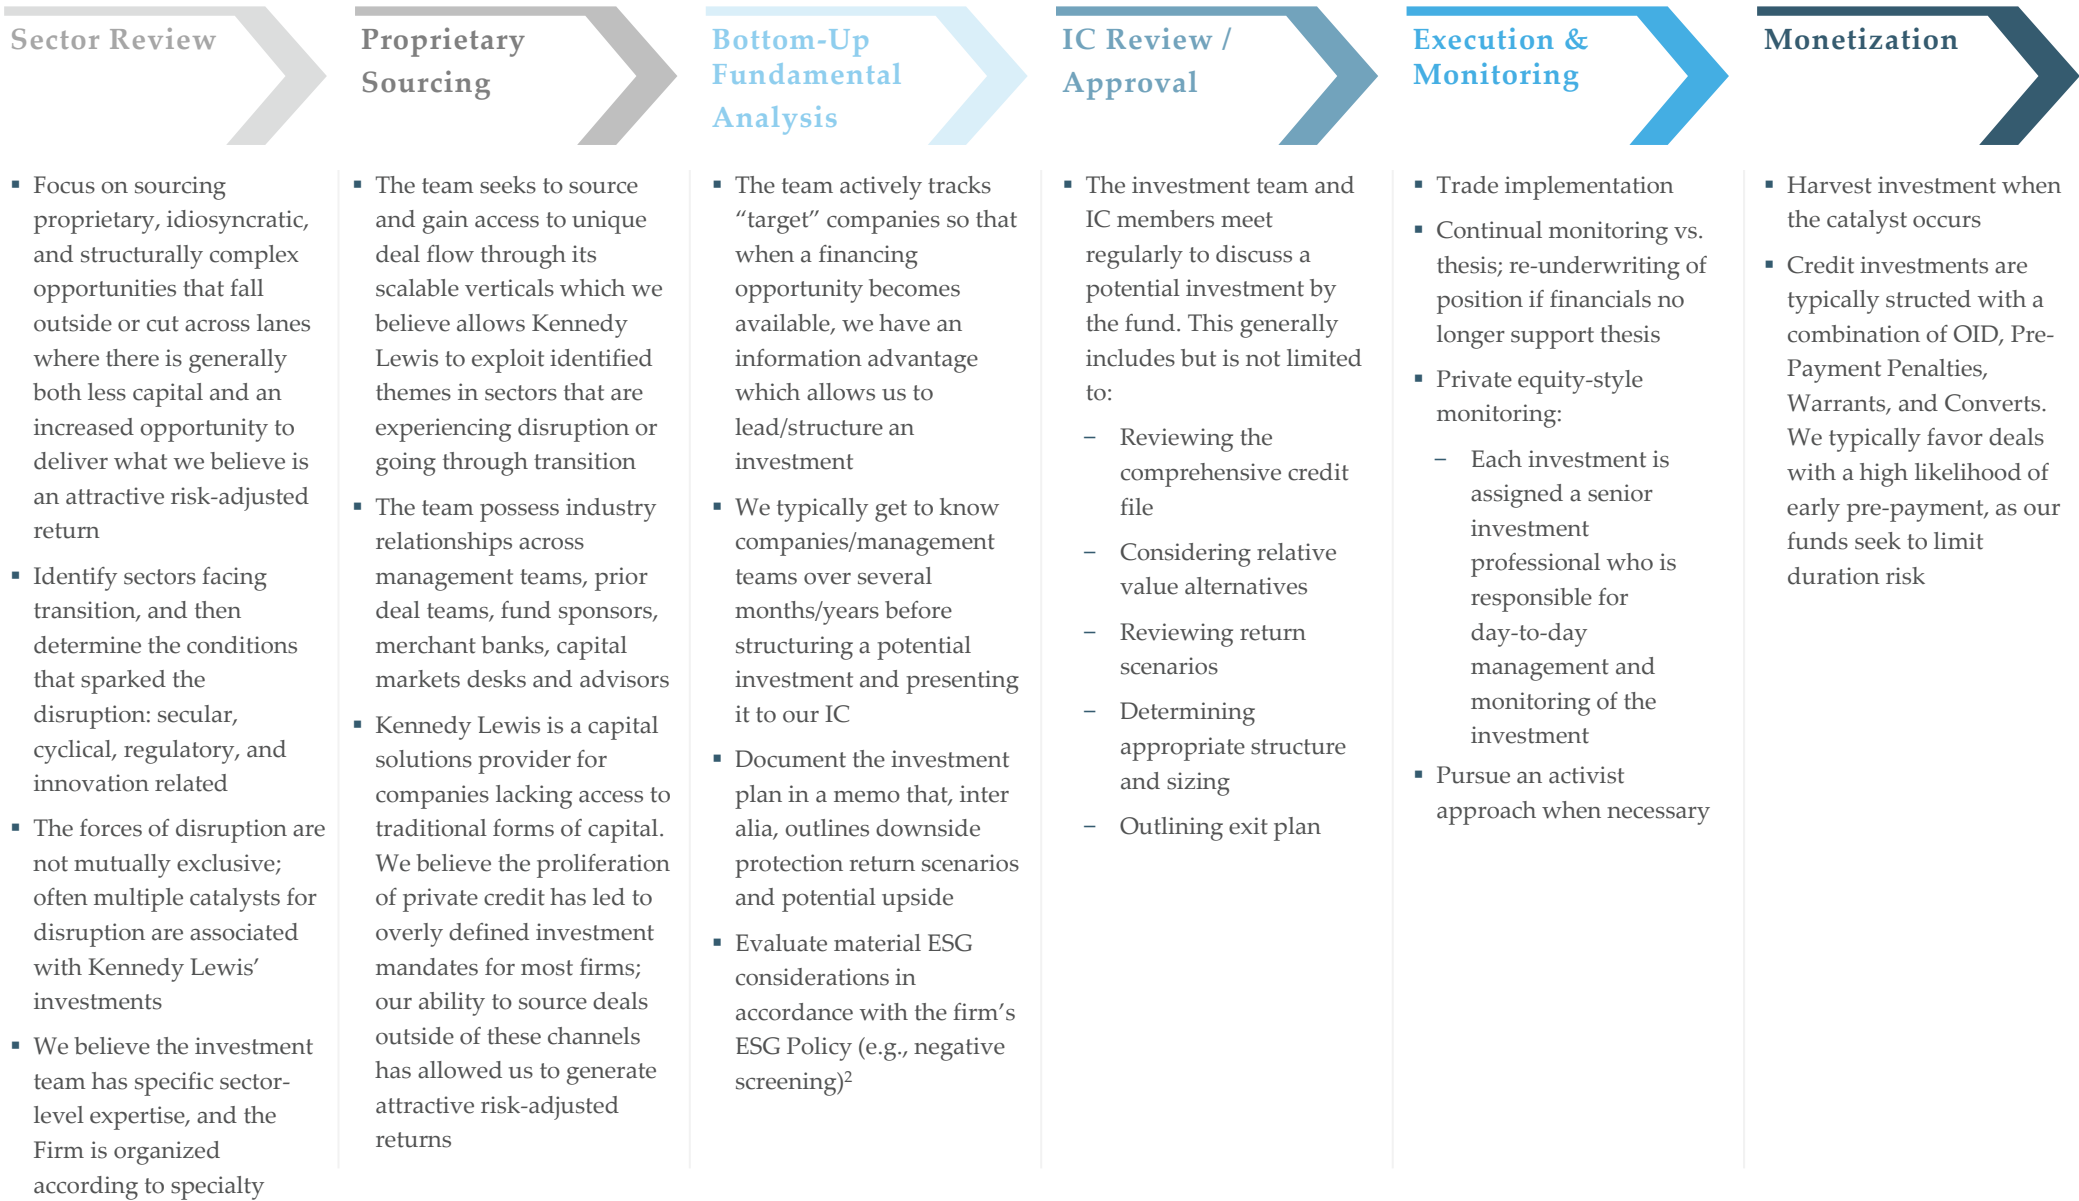 Sector Review
▪ Focus on sourcing
proprietary, idiosyncratic,
and structurally complex
opportunities that fall
outside or cut across lanes
where there is generally
both less capital and an
increased opportunity to
deliver what we believe is
an attractive risk-adjusted
return
▪ Identify sectors facing
transition, and then
determine the conditions
that sparked the
disruption: secular,
cyclical, regulatory, and
innovation related
▪ The forces of disruption are
not mutually exclusive;
often multiple catalysts for
disruption are associated
with Kennedy Lewis’
investments
▪ We believe the investment
team has specific sector-
level expertise, and the
Firm is organized
according to specialty
Proprietary
Sourcing
▪ The team seeks to source
and gain access to unique
deal flow through its
scalable verticals which we
believe allows Kennedy
Lewis to exploit identified
themes in sectors that are
experiencing disruption or
going through transition
▪ The team possess industry
relationships across
management teams, prior
deal teams, fund sponsors,
merchant banks, capital
markets desks and advisors
▪ Kennedy Lewis is a capital
solutions provider for
companies lacking access to
traditional forms of capital.
We believe the proliferation
of private credit has led to
overly defined investment
mandates for most firms;
our ability to source deals
outside of these channels
has allowed us to generate
attractive risk-adjusted
returns
Bottom-Up
Fundamental
Analysis
▪ The team actively tracks
“target” companies so that
when a financing
opportunity becomes
available, we have an
information advantage
which allows us to
lead/structure an
investment
▪ We typically get to know
companies/management
teams over several
months/years before
structuring a potential
investment and presenting
it to our IC
▪ Document the investment
plan in a memo that, inter
alia, outlines downside
protection return scenarios
and potential upside
▪ Evaluate material ESG
considerations in
accordance with the firm’s
ESG Policy (e.g., negative
screening)²
IC Review /
Approval
▪ The investment team and
IC members meet
regularly to discuss a
potential investment by
the fund. This generally
includes but is not limited
to:
– Reviewing the
comprehensive credit
file
– Considering relative
value alternatives
– Reviewing return
scenarios
– Determining
appropriate structure
and sizing
– Outlining exit plan
Execution &
Monitoring
▪ Trade implementation
▪ Continual monitoring vs.
thesis; re-underwriting of
position if financials no
longer support thesis
▪ Private equity-style
monitoring:
– Each investment is
assigned a senior
investment
professional who is
responsible for
day-to-day
management and
monitoring of the
investment
▪ Pursue an activist
approach when necessary
Monetization
▪ Harvest investment when
the catalyst occurs
▪ Credit investments are
typically structed with a
combination of OID, Pre-
Payment Penalties,
Warrants, and Converts.
We typically favor deals
with a high likelihood of
early pre-payment, as our
funds seek to limit
duration risk